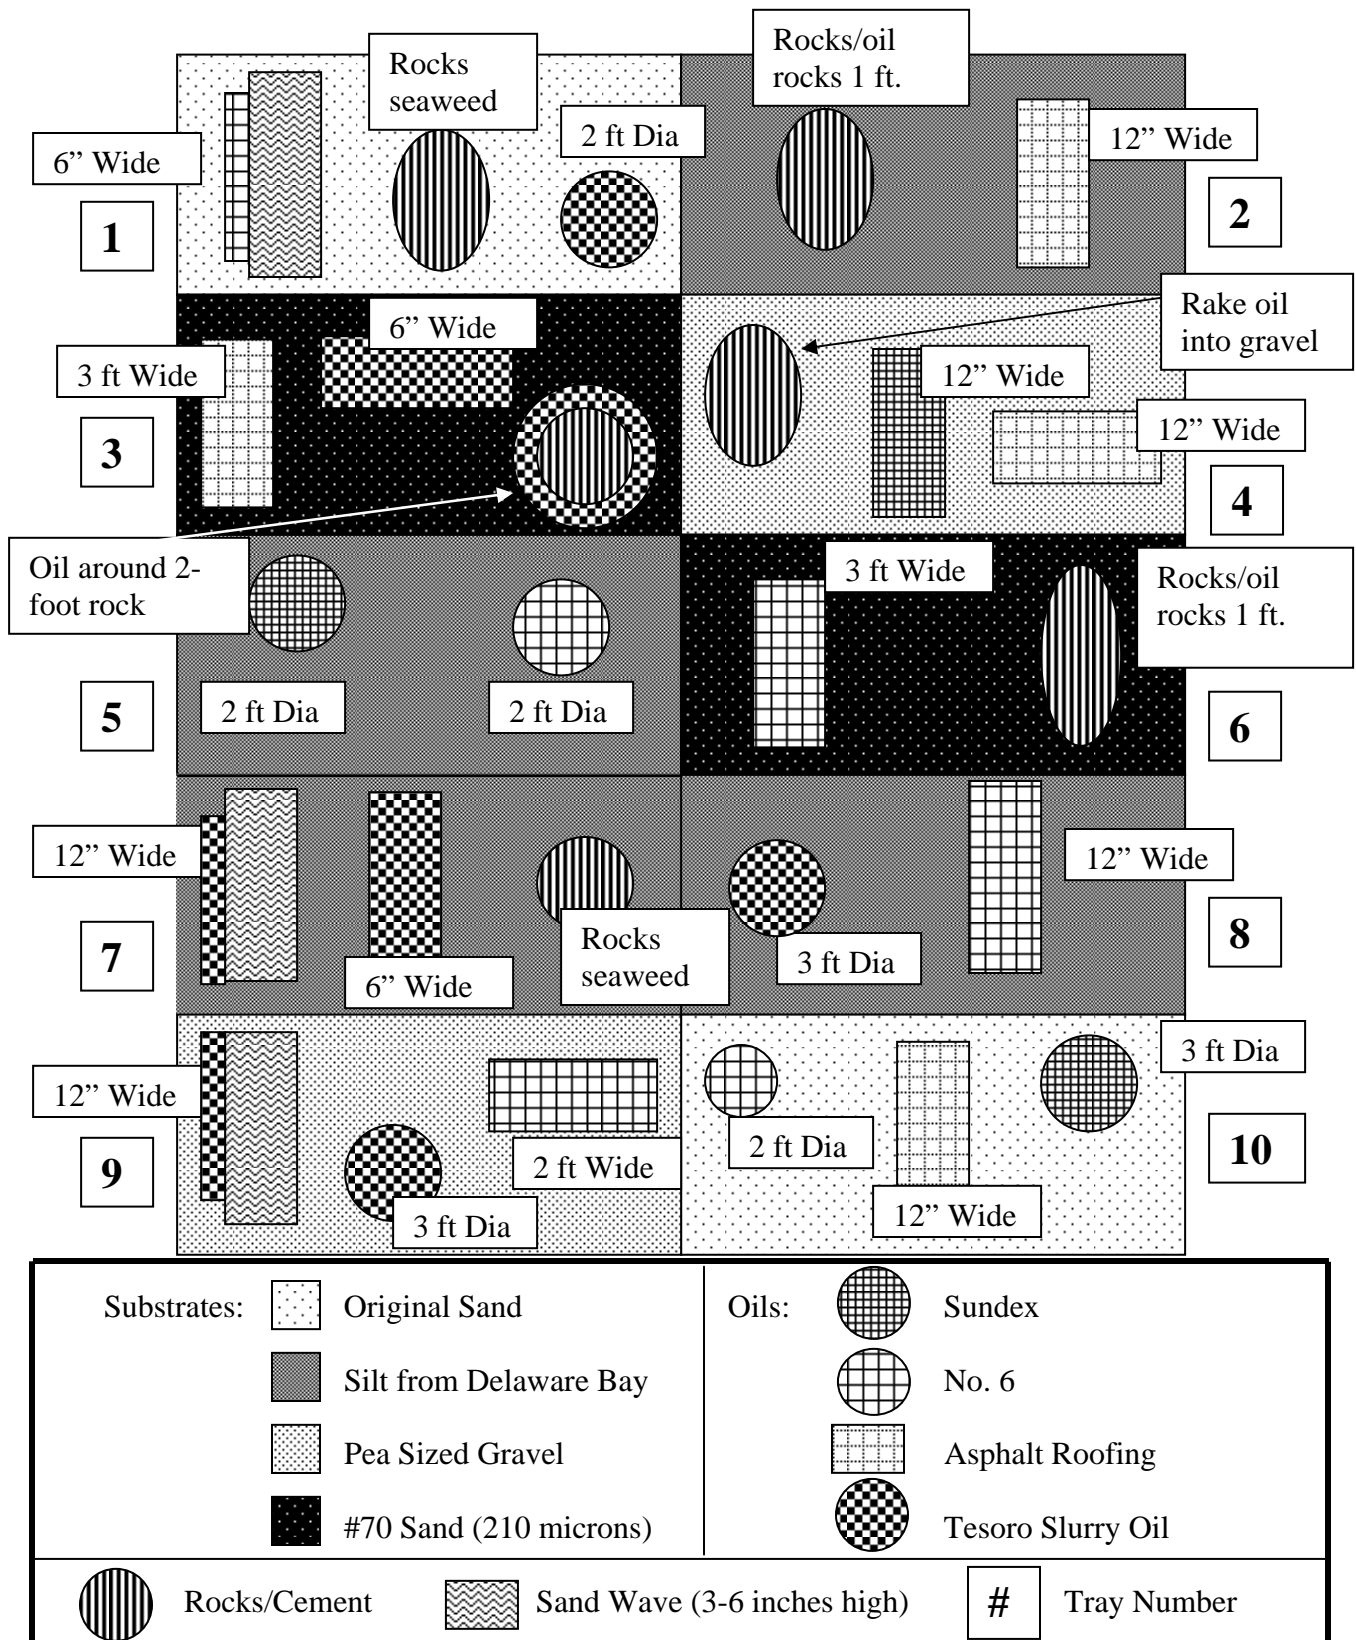 Rocks
seaweed
Rocks/oil
rocks 1 ft.
6” Wide
2 ft Dia
12” Wide
1
2
3 ft Wide
6” Wide
Rake oil
into gravel
12” Wide
12” Wide
3
4
Oil around 2-
foot rock
3 ft Wide
Rocks/oil
rocks 1 ft.
2 ft Dia
2 ft Dia
5
6
12” Wide
6” Wide
Rocks
seaweed
3 ft Dia
12” Wide
7
8
12” Wide
3 ft Dia
2 ft Wide
2 ft Dia
12” Wide
3 ft Dia
9
10
Substrates:
Original Sand
Silt from Delaware Bay
Pea Sized Gravel
#70 Sand (210 microns)
Oils:
Sundex
No. 6
Asphalt Roofing
Tesoro Slurry Oil
Rocks/Cement
Sand Wave (3-6 inches high)
# Tray Number